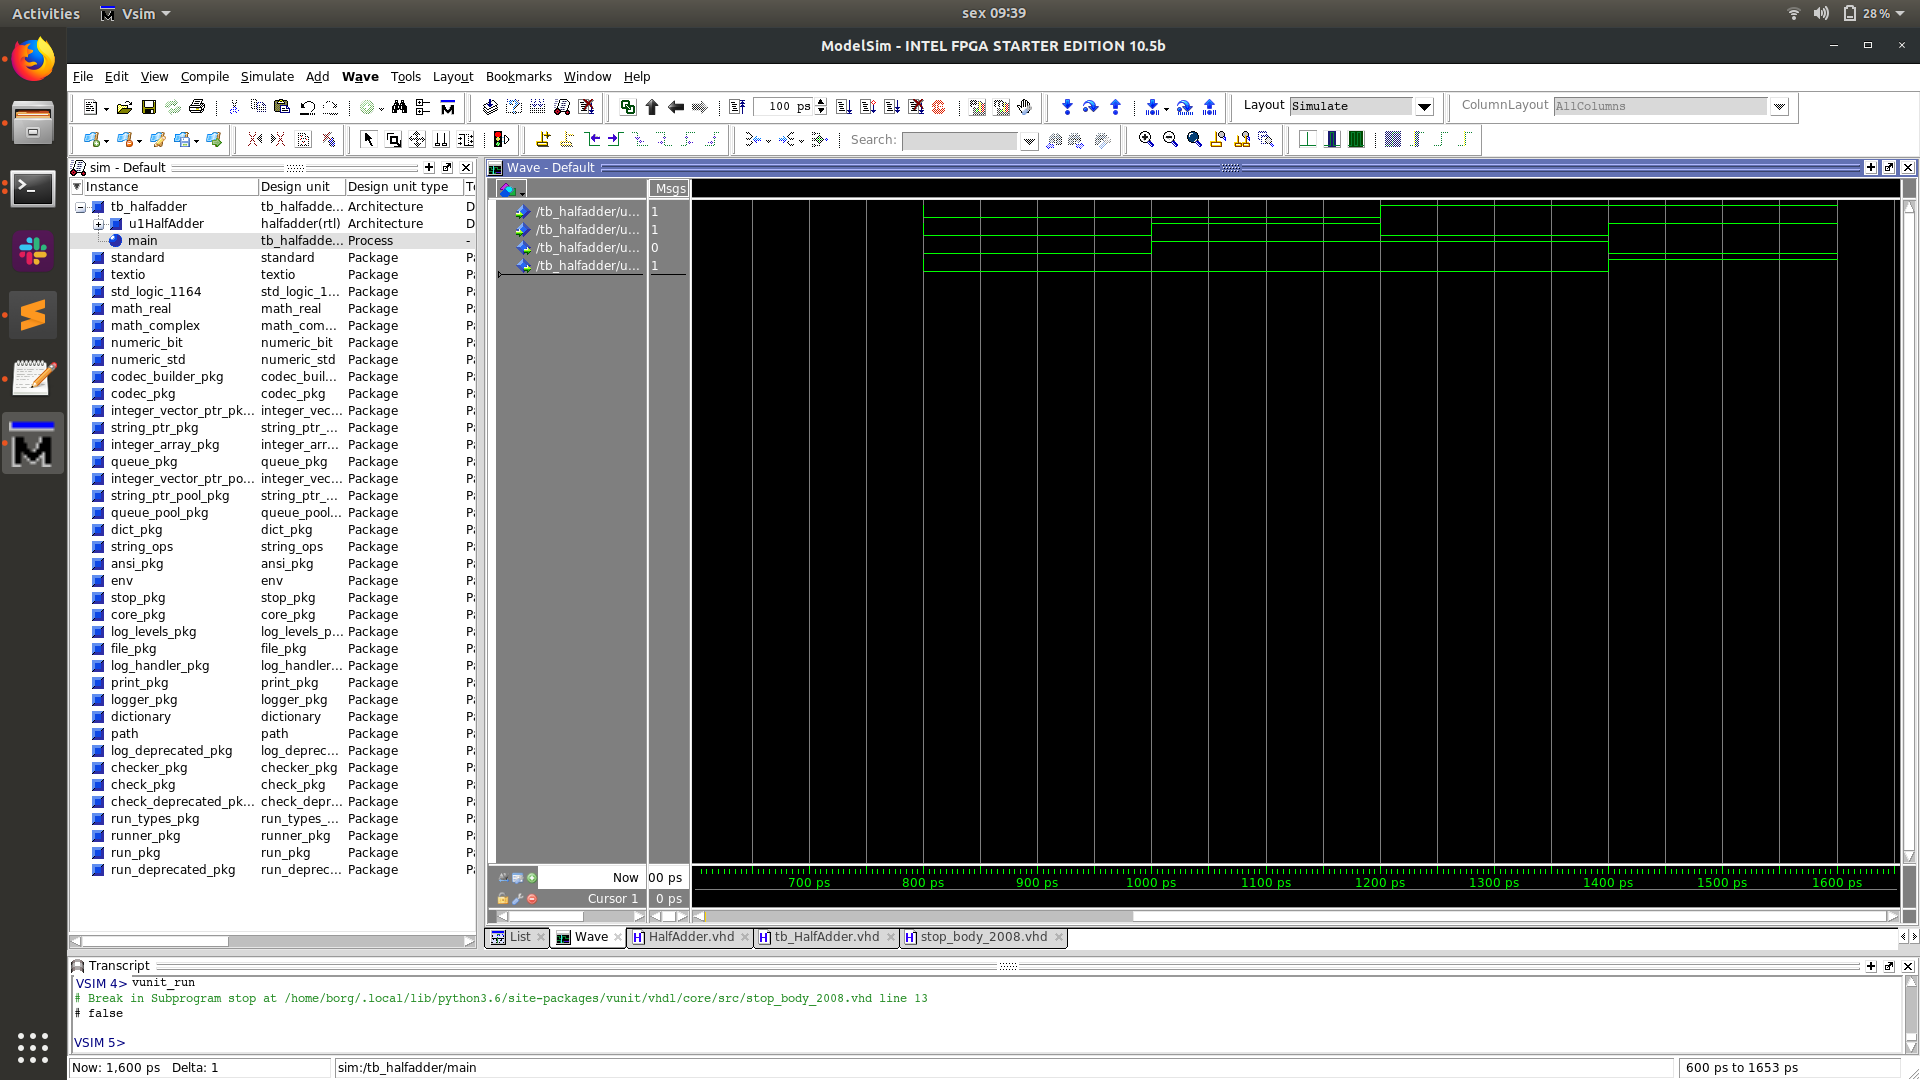 Activities Vsim sex 09:39 28%
ModelSim - INTEL FPGA STARTER EDITION 10.5b
File Edit View Compile Simulate Add Wave Tools Layout Bookmarks Window Help
100 ps Layout Simulate ColumnLayout AllColumns
Search:
sim - Default
Instance Design unit Design unit type
tb_halfadder tb_halfadde... Architecture D
u1HalfAdder halfadder(rtl) Architecture D
main tb_halfadde... Process -
standard standard Package
textio textio Package
std_logic_1164 std_logic_1... Package
math_real math_real Package
math_complex math_com... Package
numeric_bit numeric_bit Package
numeric_std numeric_std Package
codec_builder_pkg codec_buil... Package
codec_pkg codec_pkg Package
integer_vector_ptr_pk... integer_vec... Package
string_ptr_pkg string_ptr_... Package
integer_array_pkg integer_arr... Package
queue_pkg queue_pkg Package
integer_vector_ptr_po... integer_vec... Package
string_ptr_pool_pkg string_ptr_... Package
queue_pool_pkg queue_pool... Package
dict_pkg dict_pkg Package
string_ops string_ops Package
ansi_pkg ansi_pkg Package
env env Package
stop_pkg stop_pkg Package
core_pkg core_pkg Package
log_levels_pkg log_levels_p... Package
file_pkg file_pkg Package
log_handler_pkg log_handler... Package
print_pkg print_pkg Package
logger_pkg logger_pkg Package
dictionary dictionary Package
path path Package
log_deprecated_pkg log_deprec... Package
checker_pkg checker_pkg Package
check_pkg check_pkg Package
check_deprecated_pk... check_depr... Package
run_types_pkg run_types_... Package
runner_pkg runner_pkg Package
run_pkg run_pkg Package
run_deprecated_pkg run_deprec... Package
Wave - Default
Msgs
/tb_halfadder/u... 1
/tb_halfadder/u... 1
/tb_halfadder/u... 0
/tb_halfadder/u... 1
Now 00 ps
700 ps 800 ps 900 ps 1000 ps 1100 ps 1200 ps 1300 ps 1400 ps 1500 ps 1600 ps
Cursor 1 0 ps
List Wave HalfAdder.vhd tb_HalfAdder.vhd stop_body_2008.vhd
Transcript
VSIM 4> vunit_run
# Break in Subprogram stop at /home/borg/.local/lib/python3.6/site-packages/vunit/vhdl/core/src/stop_body_2008.vhd line 13
# false
VSIM 5>
Now: 1,600 ps Delta: 1 sim:/tb_halfadder/main 600 ps to 1653 ps